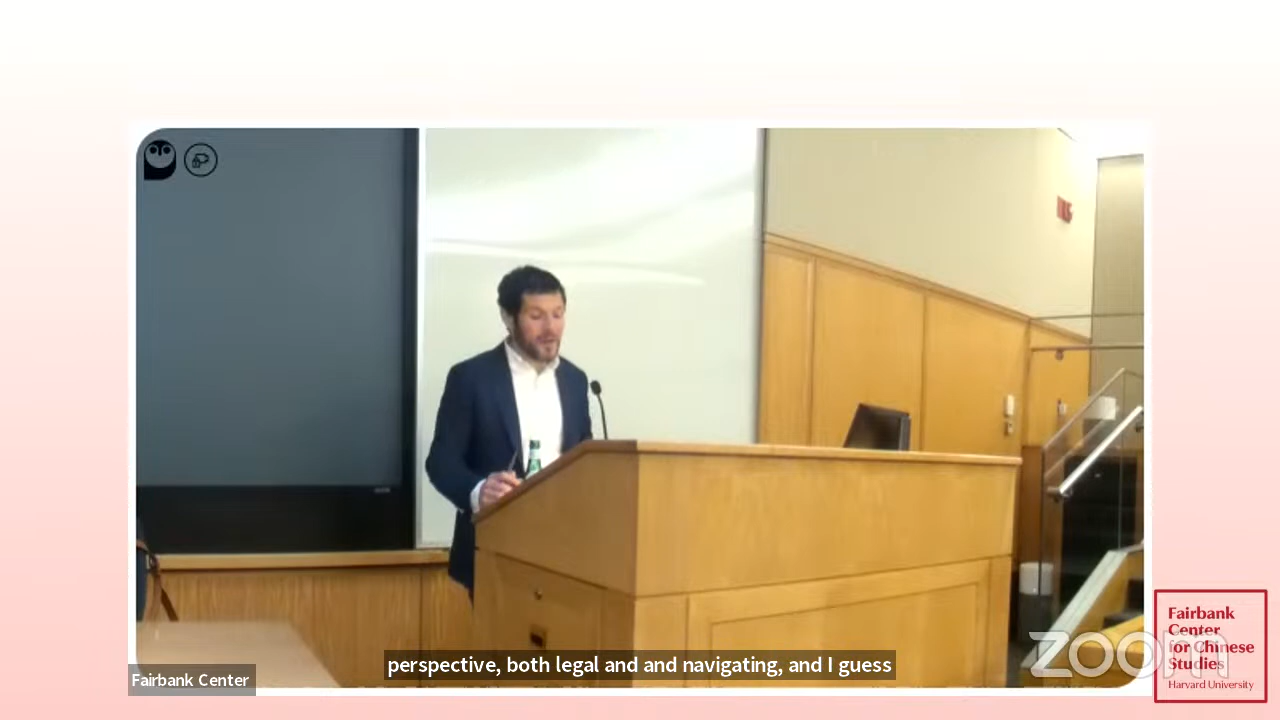 perspective, both legal and and navigating, and I guess
Fairbank Center
zoom
Fairbank
Center
for Chinese
Studies
Harvard University